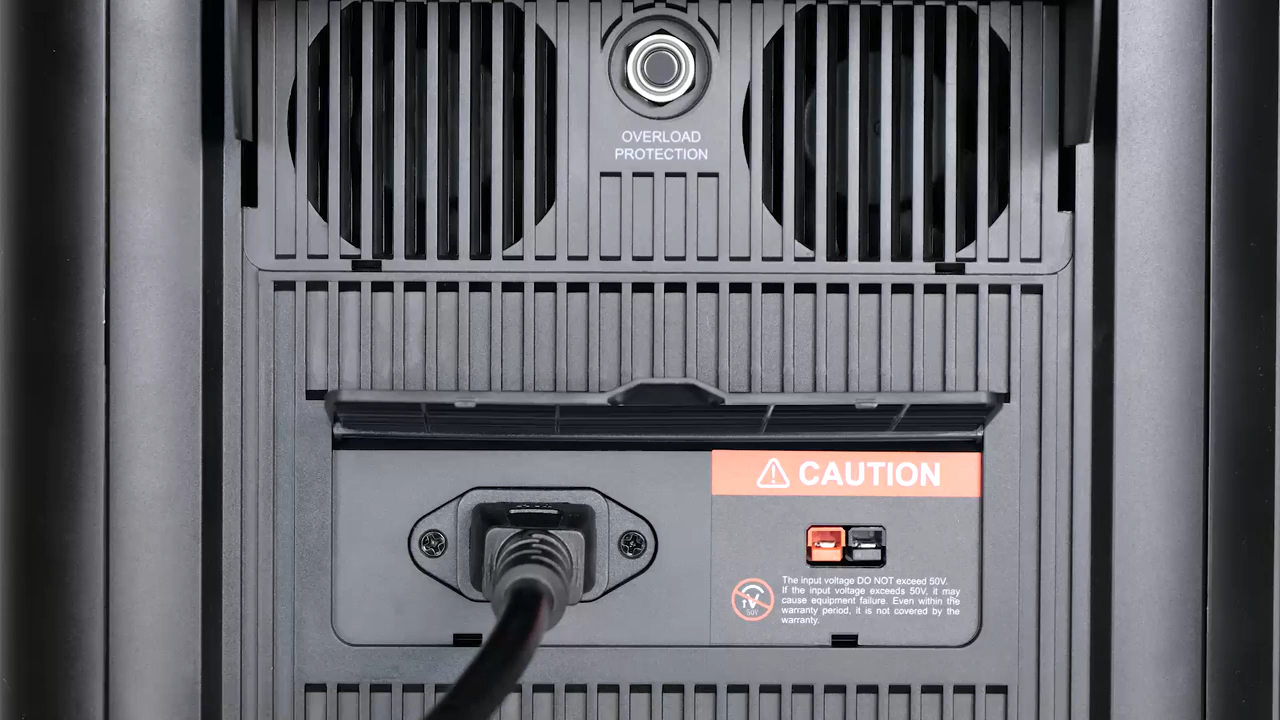 OVERLOAD
PROTECTION
CAUTION
The input voltage DO NOT exceed 50V.
If the input voltage exceeds 50V, it may
cause equipment failure. Even within the
warranty period, it is not covered by the
warranty.
V
50V